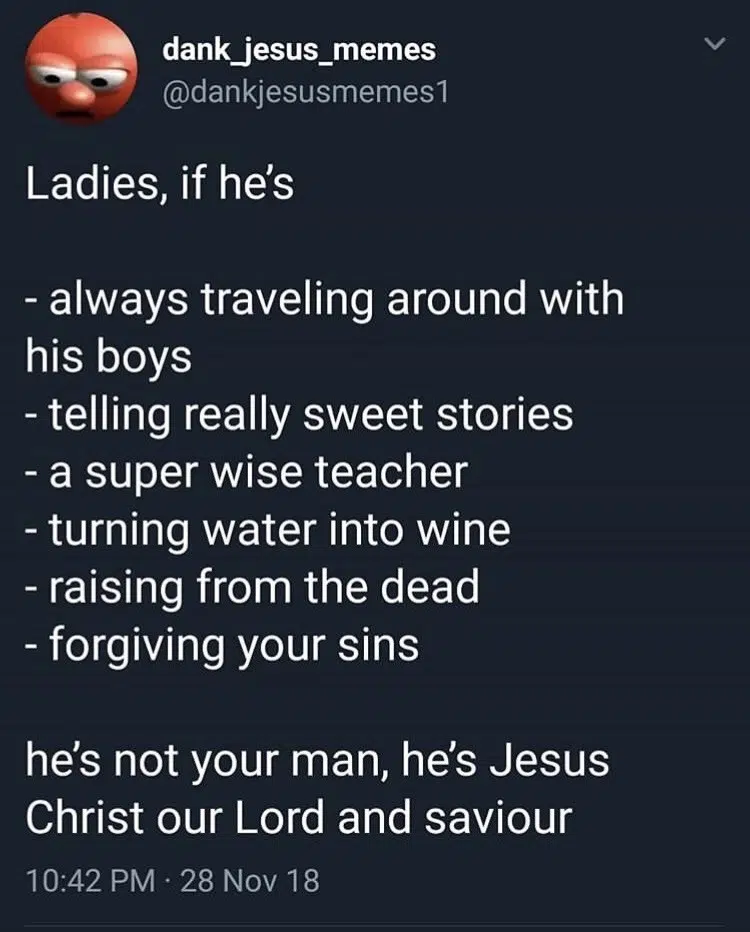 dank_jesus_memes
@dankjesusmemes1
Ladies, if he's
- always traveling around with
his boys
- telling really sweet stories
- a super wise teacher
- turning water into wine
- raising from the dead
- forgiving your sins
he's not your man, he's Jesus
Christ our Lord and saviour
10:42 PM · 28 Nov 18